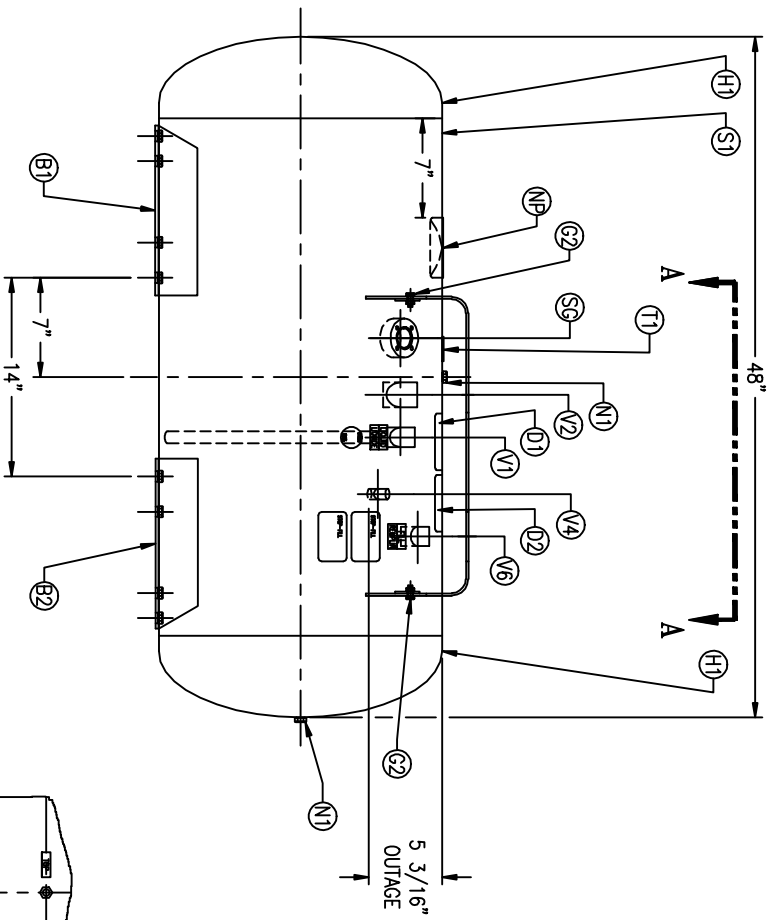 48"
A
A
H1
S1
H1
T1
N1
G2
SG
V2
V4
NP
D1
D2
V1
V6
7"
5 3/16"
OUTAGE
G2
N1
B1
B2
7"
14"